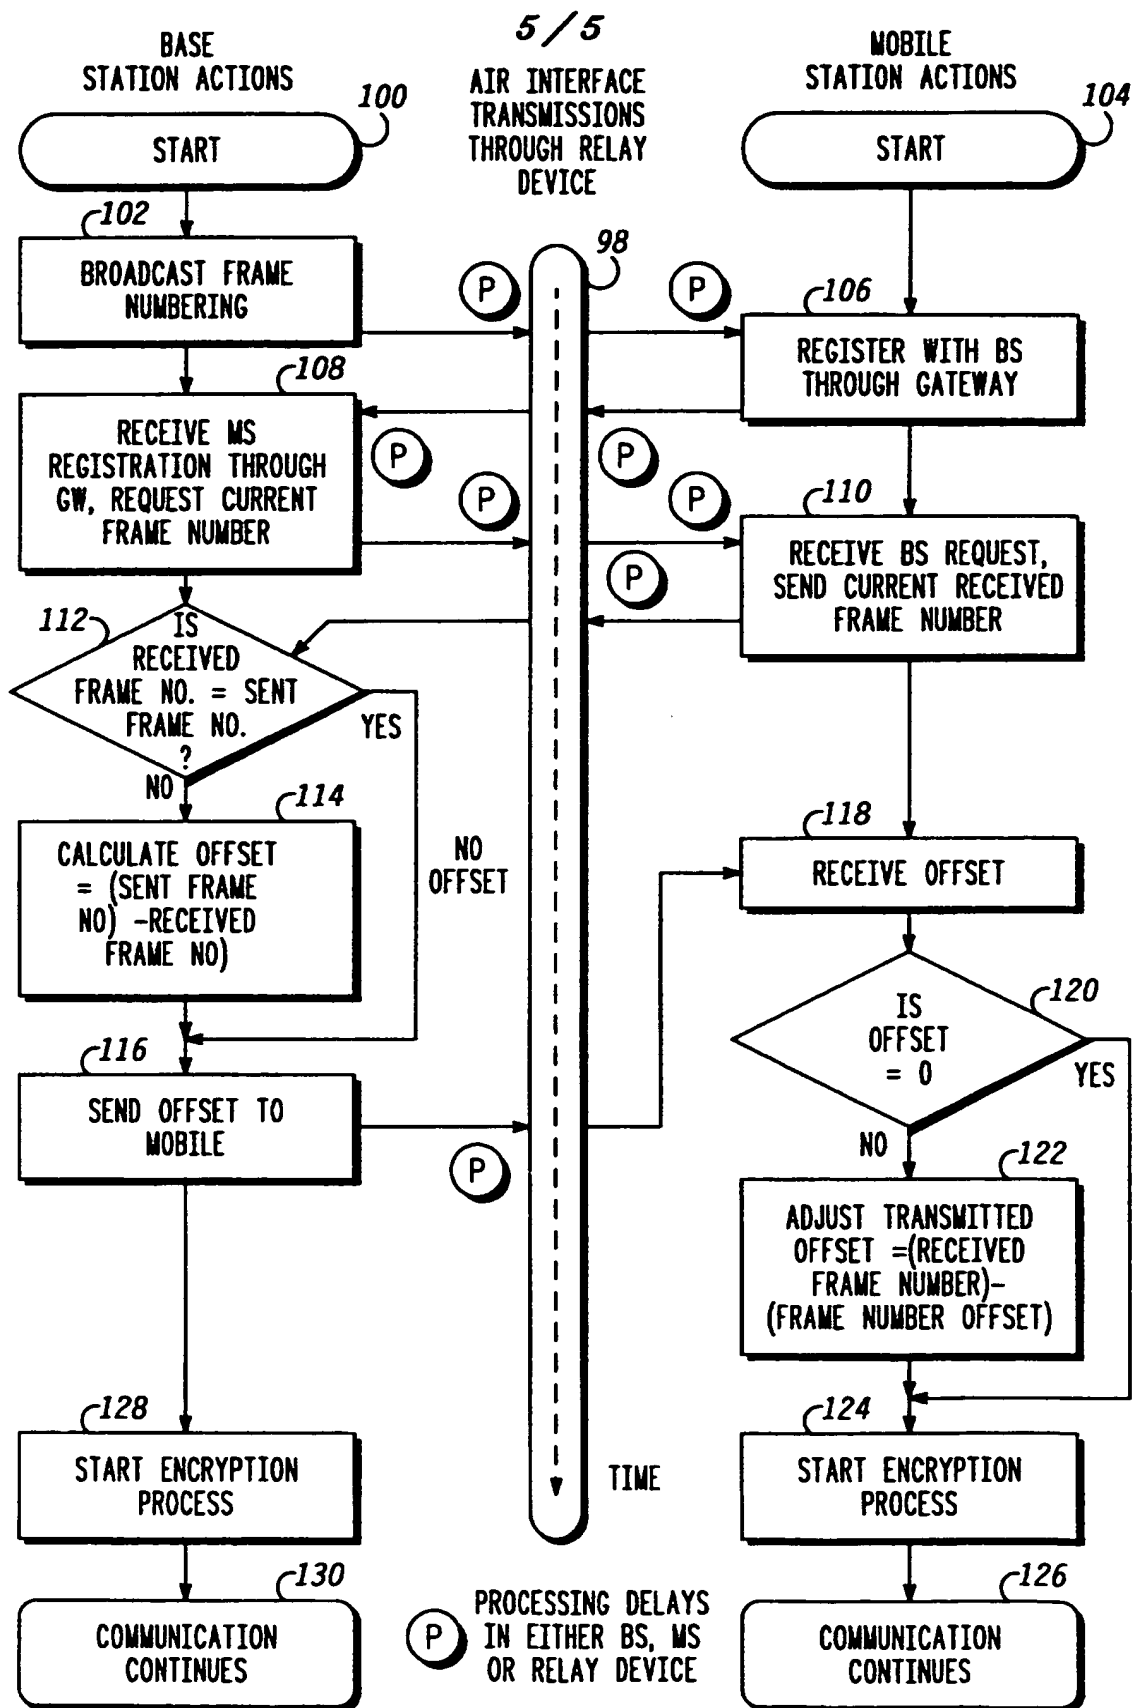 5/5
BASE
STATION ACTIONS
100
START
102
BROADCAST FRAME
NUMBERING
108
RECEIVE MS
REGISTRATION THROUGH
GW, REQUEST CURRENT
FRAME NUMBER
112
IS
RECEIVED
FRAME NO. = SENT
FRAME NO.
?
YES
NO
114
CALCULATE OFFSET
= (SENT FRAME
NO) -RECEIVED
FRAME NO)
NO
OFFSET
116
SEND OFFSET TO
MOBILE
128
START ENCRYPTION
PROCESS
130
COMMUNICATION
CONTINUES
AIR INTERFACE
TRANSMISSIONS
THROUGH RELAY
DEVICE
98
P
P
P
P
P
P
P
P
TIME
P
PROCESSING DELAYS
IN EITHER BS, MS
OR RELAY DEVICE
MOBILE
STATION ACTIONS
104
START
106
REGISTER WITH BS
THROUGH GATEWAY
110
RECEIVE BS REQUEST,
SEND CURRENT RECEIVED
FRAME NUMBER
118
RECEIVE OFFSET
120
IS
OFFSET
= 0
YES
NO
122
ADJUST TRANSMITTED
OFFSET =(RECEIVED
FRAME NUMBER)-
(FRAME NUMBER OFFSET)
124
START ENCRYPTION
PROCESS
126
COMMUNICATION
CONTINUES